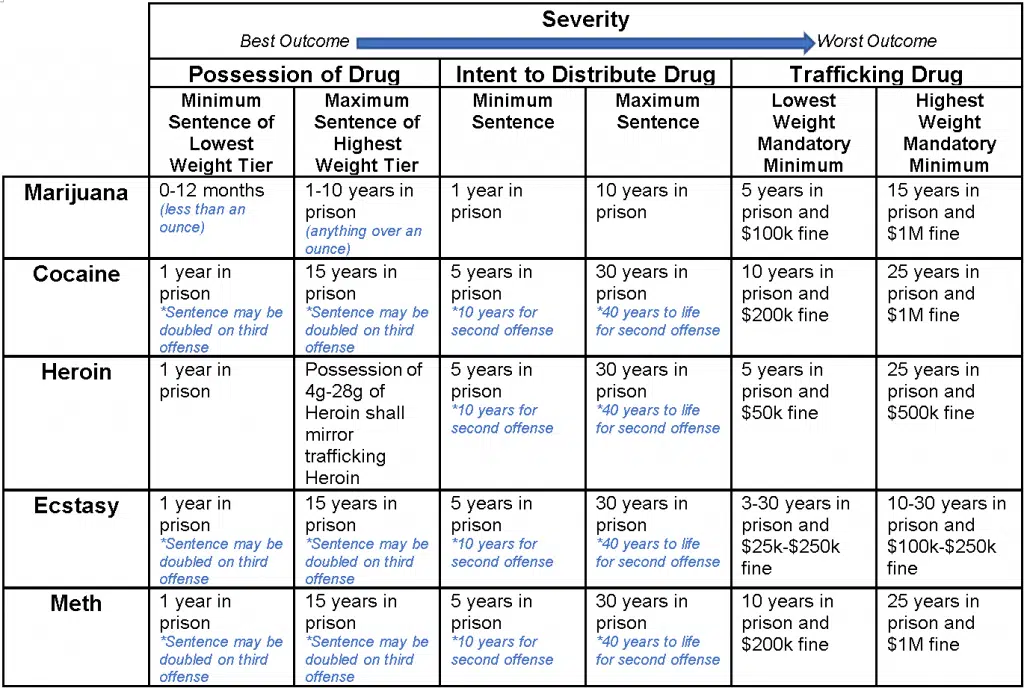 Severity
Best Outcome Worst Outcome
Possession of Drug
Intent to Distribute Drug
Trafficking Drug
Minimum
Sentence of
Lowest
Weight Tier
Maximum
Sentence of
Highest
Weight Tier
Minimum
Sentence
Maximum
Sentence
Lowest
Weight
Mandatory
Minimum
Highest
Weight
Mandatory
Minimum
Marijuana
0-12 months
(less than an
ounce)
1-10 years in
prison
(anything over an
ounce)
1 year in
prison
10 years in
prison
5 years in
prison and
$100k fine
15 years in
prison and
$1M fine
Cocaine
1 year in
prison
*Sentence may be
doubled on third
offense
15 years in
prison
*Sentence may be
doubled on third
offense
5 years in
prison
*10 years for
second offense
30 years in
prison
*40 years to life
for second offense
10 years in
prison and
$200k fine
25 years in
prison and
$1M fine
Heroin
1 year in
prison
Possession of
4g-28g of
Heroin shall
mirror
trafficking
Heroin
5 years in
prison
*10 years for
second offense
30 years in
prison
*40 years to life
for second offense
5 years in
prison and
$50k fine
25 years in
prison and
$500k fine
Ecstasy
1 year in
prison
*Sentence may be
doubled on third
offense
15 years in
prison
*Sentence may be
doubled on third
offense
5 years in
prison
*10 years for
second offense
30 years in
prison
*40 years to life
for second offense
3-30 years in
prison and
$25k-$250k
fine
10-30 years in
prison and
$100k-$250k
fine
Meth
1 year in
prison
*Sentence may be
doubled on third
offense
15 years in
prison
*Sentence may be
doubled on third
offense
5 years in
prison
*10 years for
second offense
30 years in
prison
*40 years to life
for second offense
10 years in
prison and
$200k fine
25 years in
prison and
$1M fine